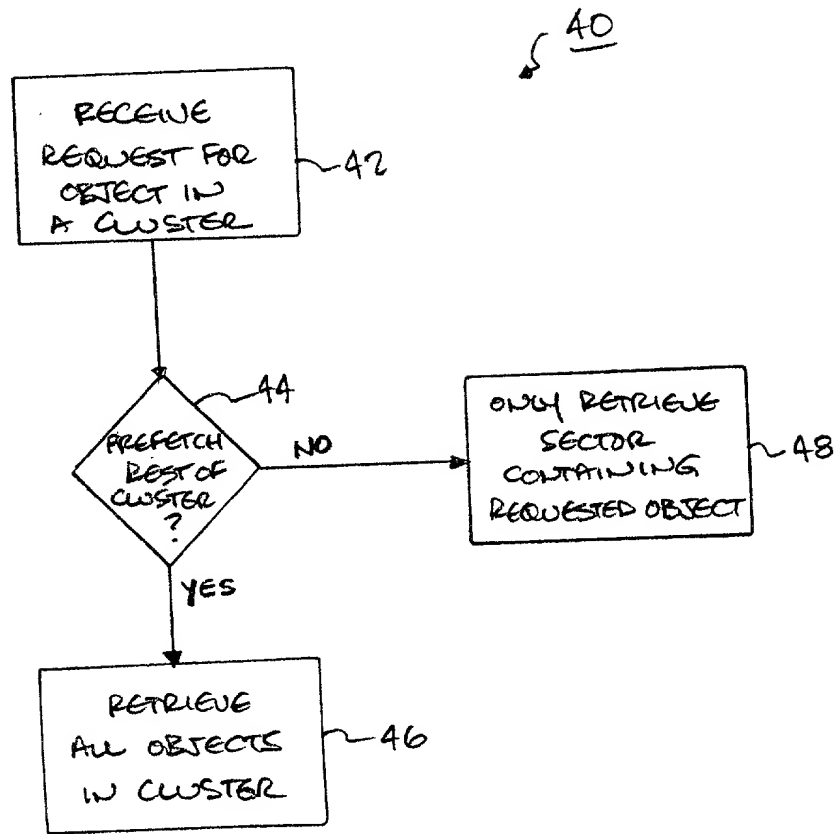 40
RECEIVE
REQUEST FOR
OBJECT IN
A CLUSTER
42
44
PREFETCH
REST OF
CLUSTER
?
NO
ONLY RETRIEVE
SECTOR
CONTAINING
REQUESTED OBJECT
48
YES
RETRIEVE
ALL OBJECTS
IN CLUSTER
46